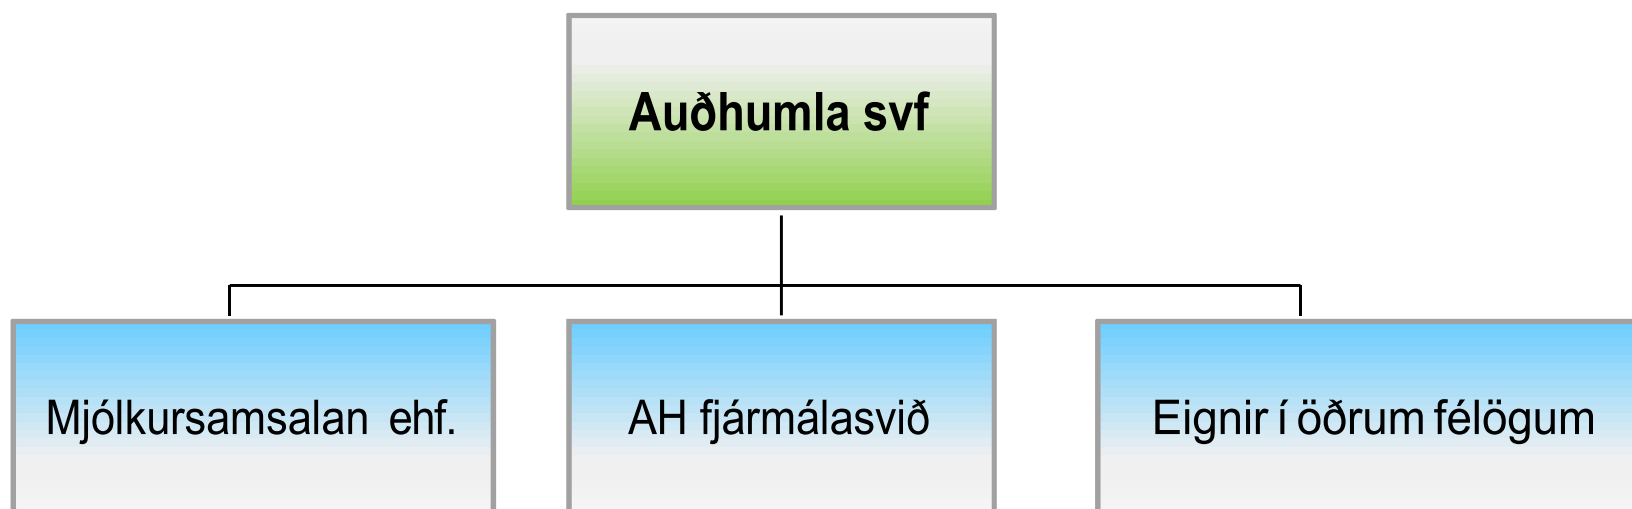 Auðhumla svf
Mjólkursamsalan ehf.
AH fjármálasvið
Eignir í öðrum félögum